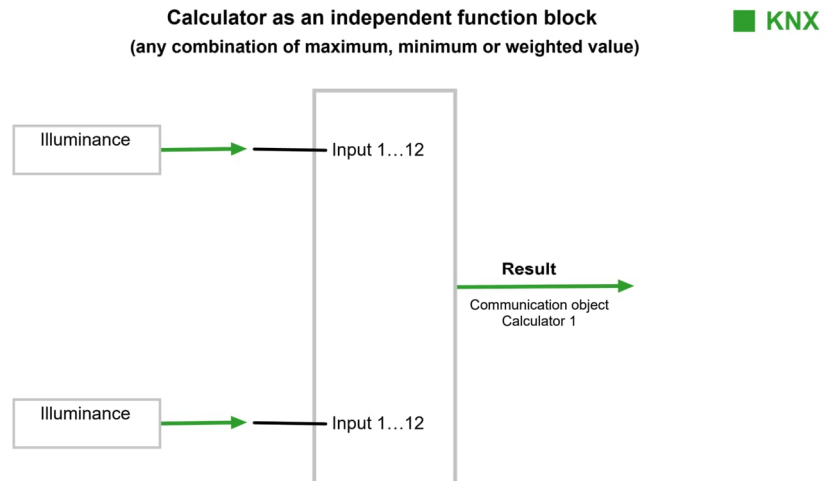 Calculator as an independent function block
(any combination of maximum, minimum or weighted value)
KNX
Illuminance
Input 1…12
Result
Communication object
Calculator 1
Illuminance
Input 1…12